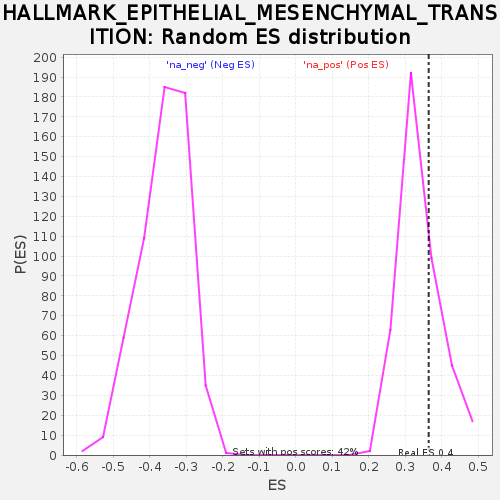 HALLMARK_EPITHELIAL_MESENCHYMAL_TRANS
ITION: Random ES distribution
'na_neg' (Neg ES)
'na_pos' (Pos ES)
P(ES)
200
190
180
170
160
150
140
130
120
110
100
90
80
70
60
50
40
30
20
10
0
Sets with pos scores: 42%
Real ES 0.4
-0.6 -0.5 -0.4 -0.3 -0.2 -0.1 0.0 0.1 0.2 0.3 0.4 0.5
ES